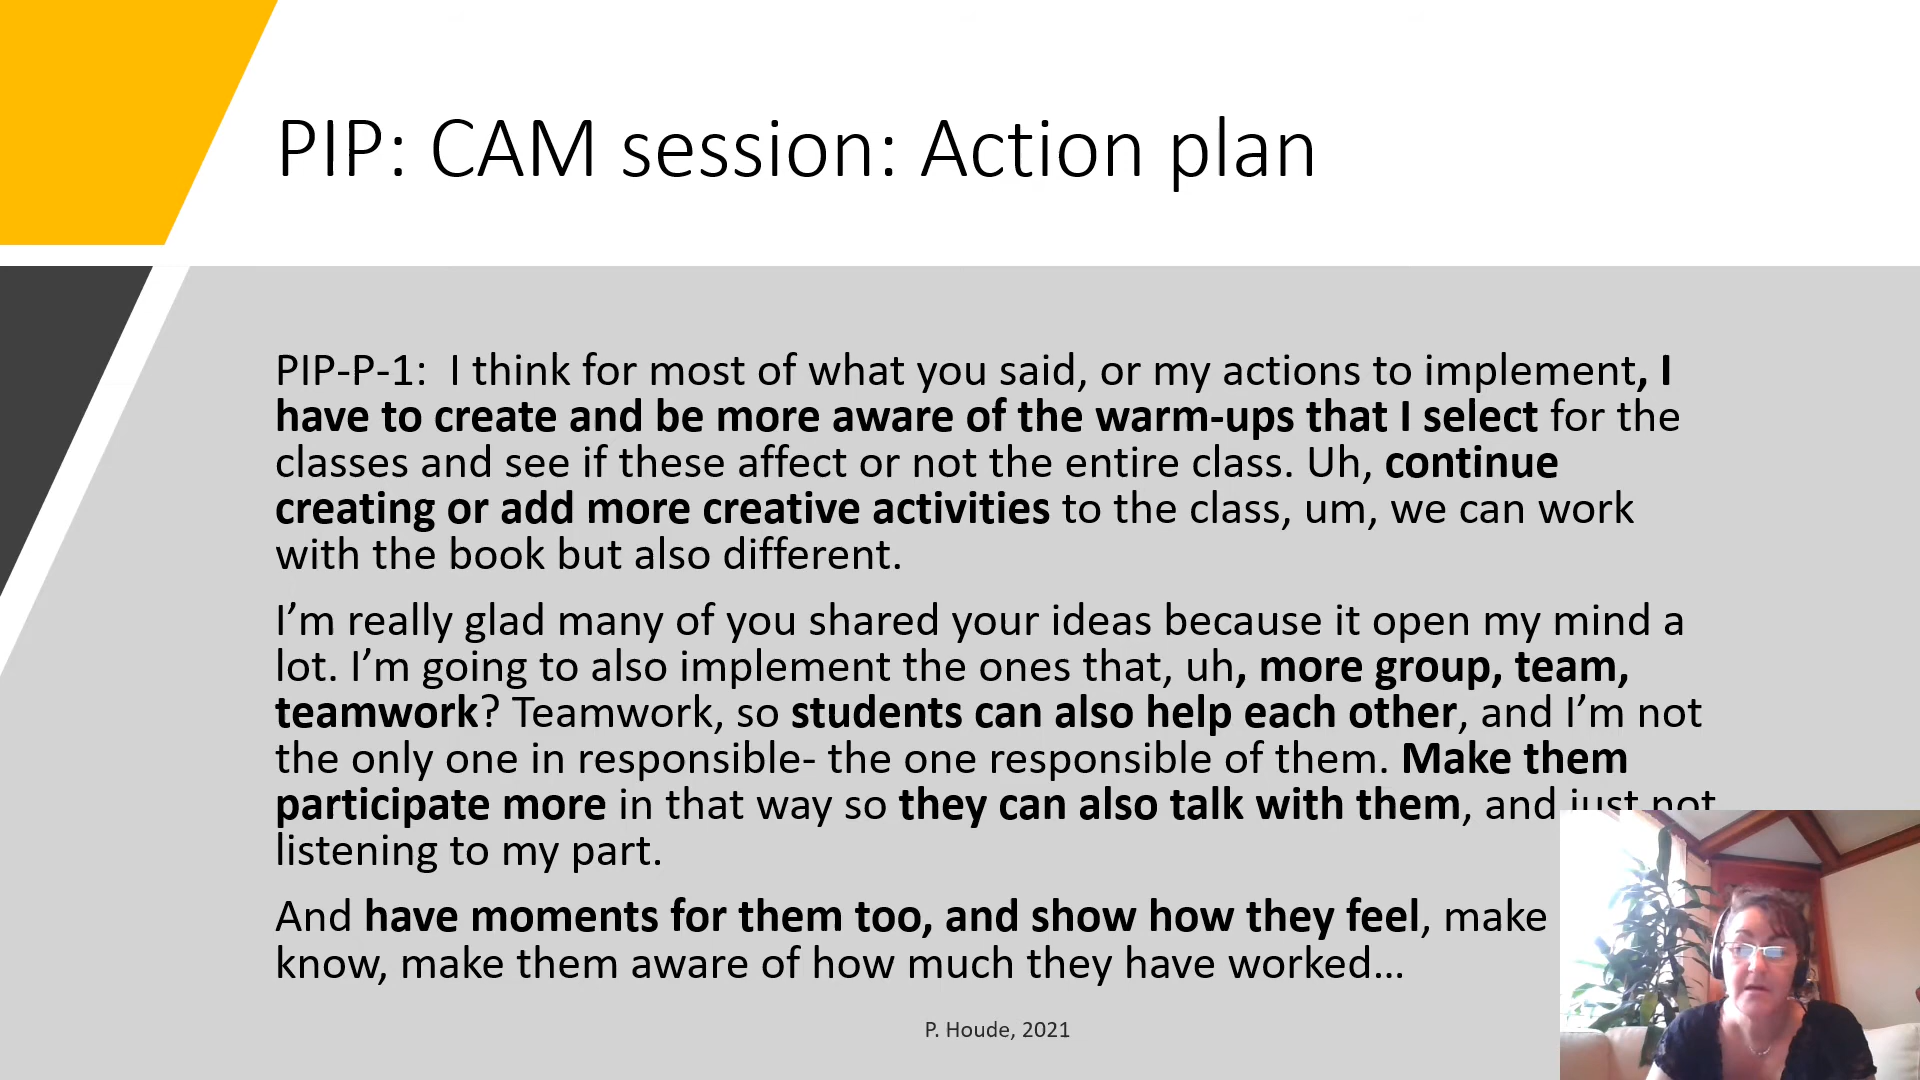 PIP: CAM session: Action plan
PIP-P-1: I think for most of what you said, or my actions to implement, I
have to create and be more aware of the warm-ups that I select for the
classes and see if these affect or not the entire class. Uh, continue
creating or add more creative activities to the class, um, we can work
with the book but also different.
I’m really glad many of you shared your ideas because it open my mind a
lot. I’m going to also implement the ones that, uh, more group, team,
teamwork? Teamwork, so students can also help each other, and I’m not
the only one in responsible- the one responsible of them. Make them
participate more in that way so they can also talk with them, and just not
listening to my part.
And have moments for them too, and show how they feel, make
know, make them aware of how much they have worked…
P. Houde, 2021